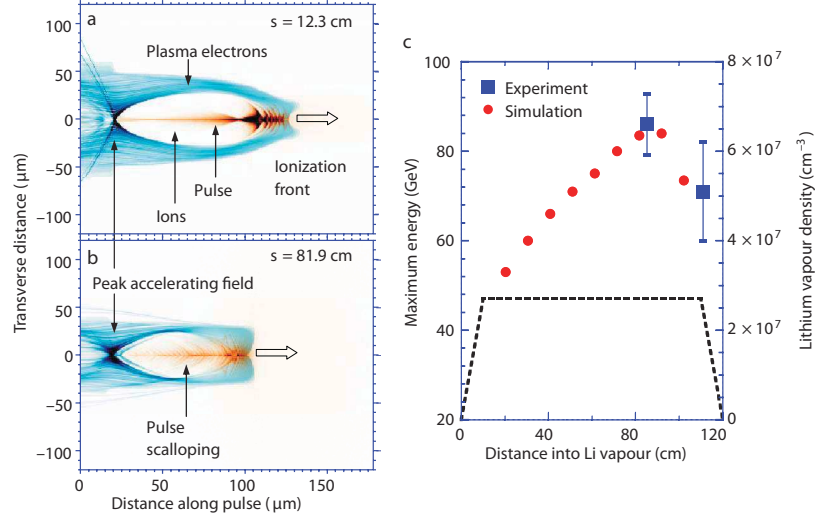 a
s = 12.3 cm
Plasma electrons
Ionization
front
Pulse
Ions
100
50
0
−50
−100
b
s = 81.9 cm
Peak accelerating field
Pulse
scalloping
100
50
0
−50
−100
0
50
100
150
Transverse distance (μm)
Distance along pulse (μm)
c
Experiment
Simulation
100
80
60
40
20
Maximum energy (GeV)
8 × 10⁷
6 × 10⁷
4 × 10⁷
2 × 10⁷
0
Lithium vapour density (cm⁻³)
0
40
80
120
Distance into Li vapour (cm)